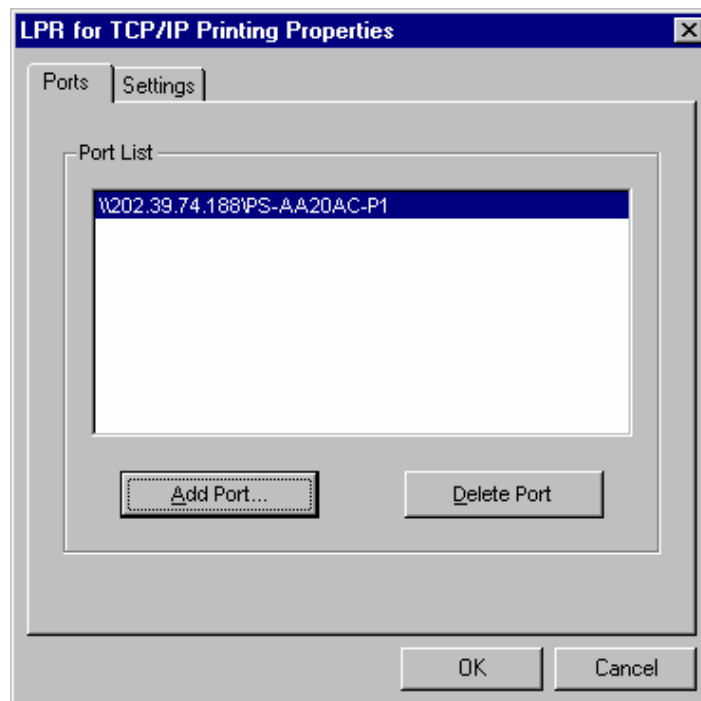 LPR for TCP/IP Printing Properties
Ports Settings
Port List
\\202.39.74.188\PS-AA20AC-P1
Add Port... Delete Port
OK Cancel